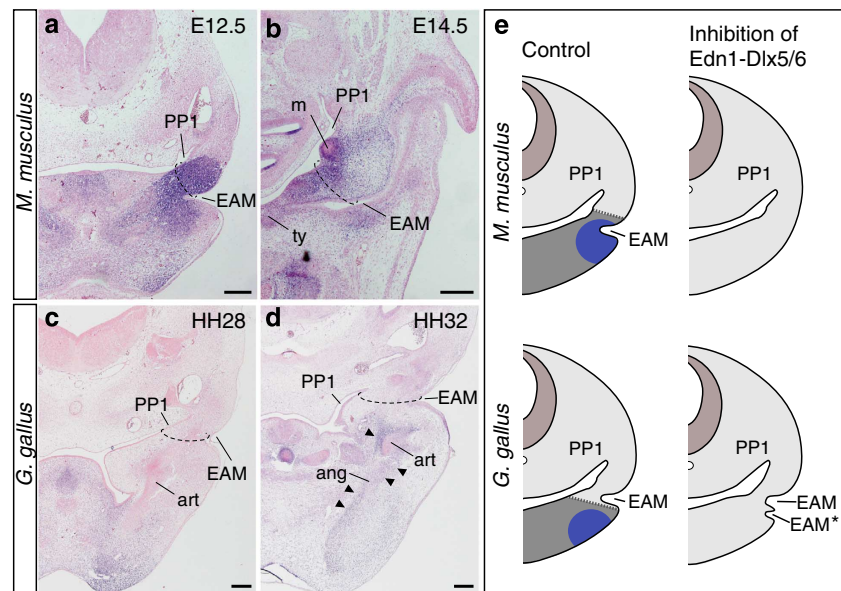 a
E12.5
PP1
EAM
b
E14.5
m
PP1
EAM
ty
M. musculus
c
HH28
PP1
EAM
art
d
HH32
PP1
EAM
art
ang
G. gallus
e
Control
Inhibition of
Edn1-Dlx5/6
M. musculus
PP1
EAM
PP1
G. gallus
PP1
EAM
PP1
EAM
EAM*